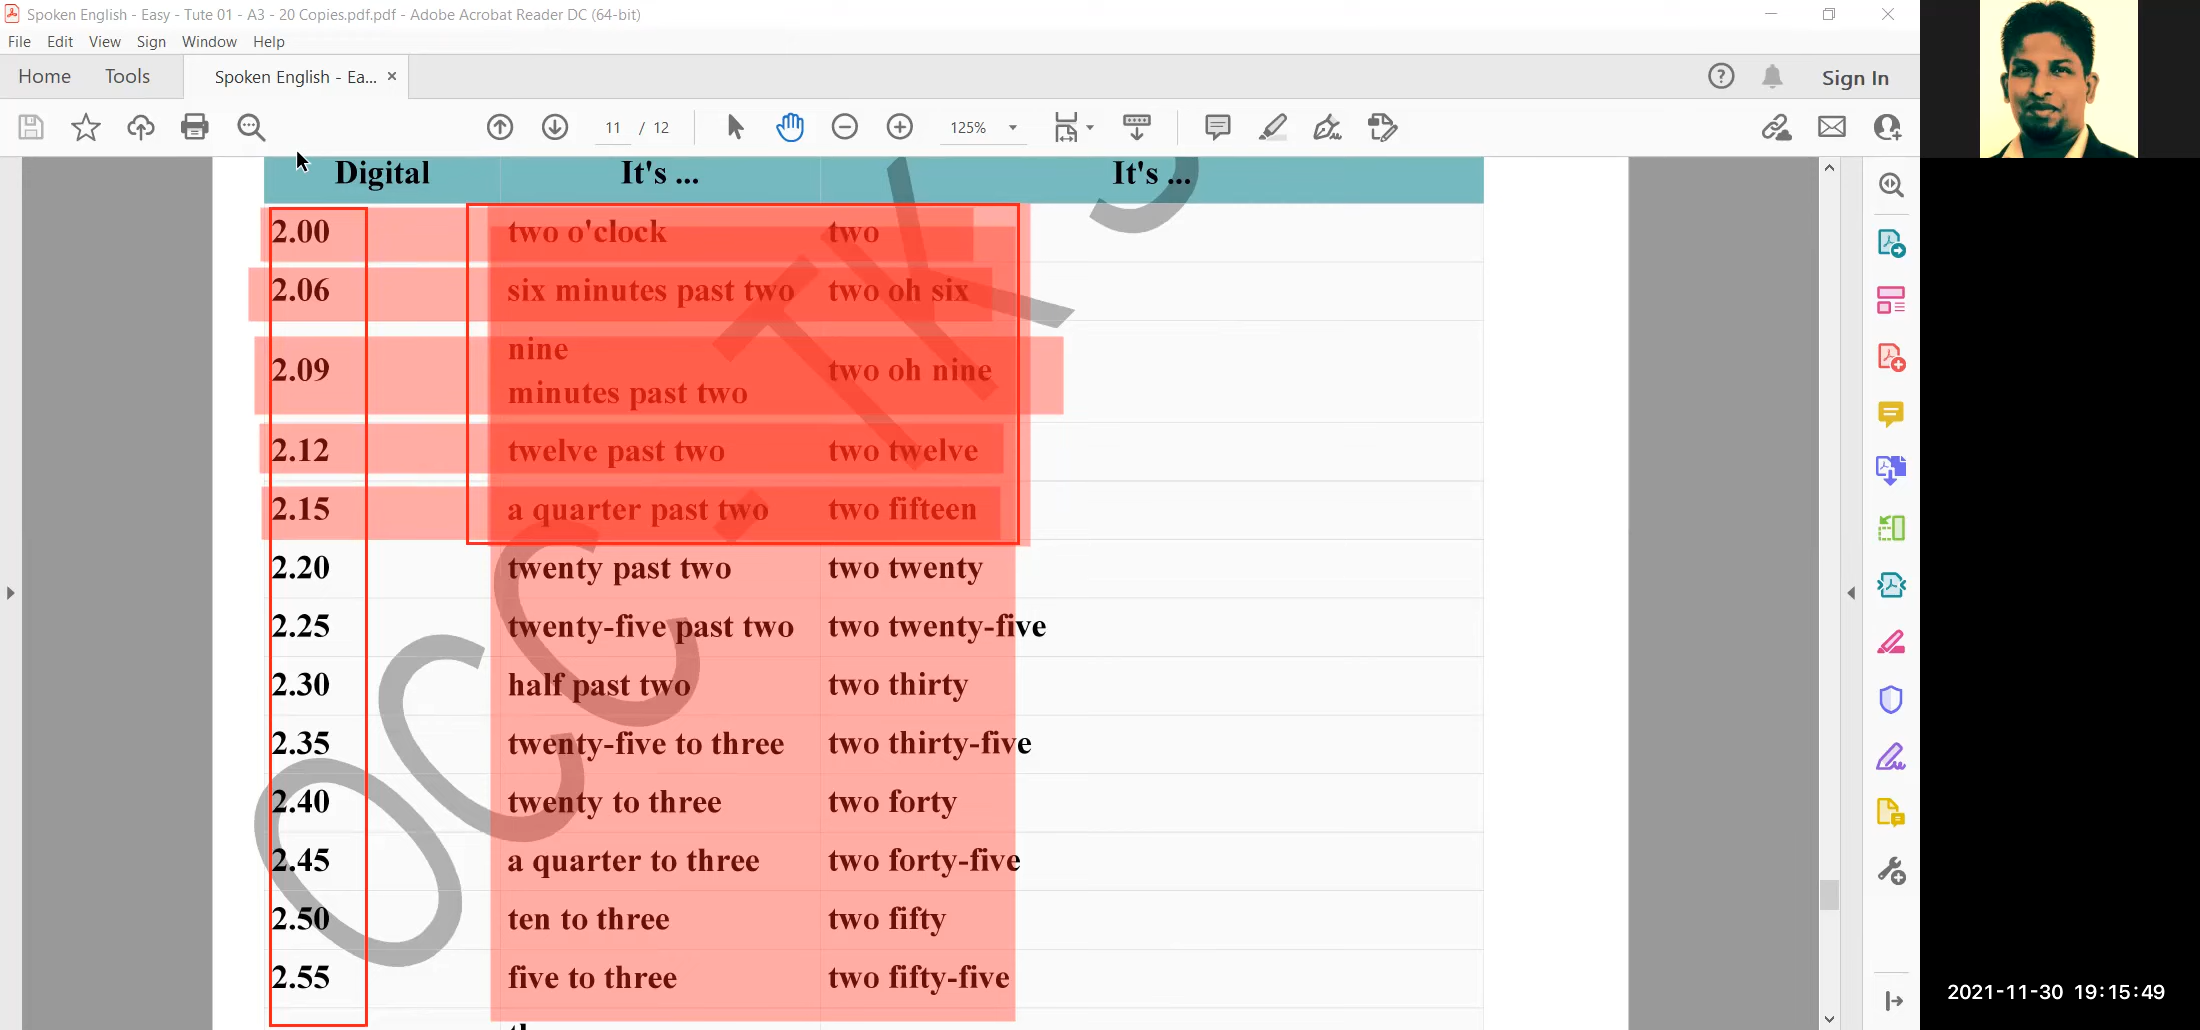 Spoken English - Easy - Tute 01 - A3 - 20 Copies.pdf.pdf - Adobe Acrobat Reader DC (64-bit)
File Edit View Sign Window Help
Home Tools Spoken English - Ea... × Sign In
11 / 12 125%
Digital It's ... It's ...
2.00 two o'clock two
2.06 six minutes past two two oh six
nine
2.09 two oh nine
minutes past two
2.12 twelve past two two twelve
2.15 a quarter past two two fifteen
2.20 twenty past two two twenty
2.25 twenty-five past two two twenty-five
2.30 half past two two thirty
2.35 twenty-five to three two thirty-five
2.40 twenty to three two forty
2.45 a quarter to three two forty-five
2.50 ten to three two fifty
2.55 five to three two fifty-five
OCC - TK
2021-11-30 19:15:49